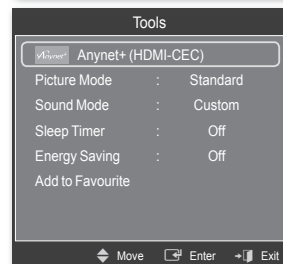 Tools
Anynet+ Anynet+ (HDMI-CEC)
Picture Mode : Standard
Sound Mode : Custom
Sleep Timer : Off
Energy Saving : Off
Add to Favourite
Move Enter Exit